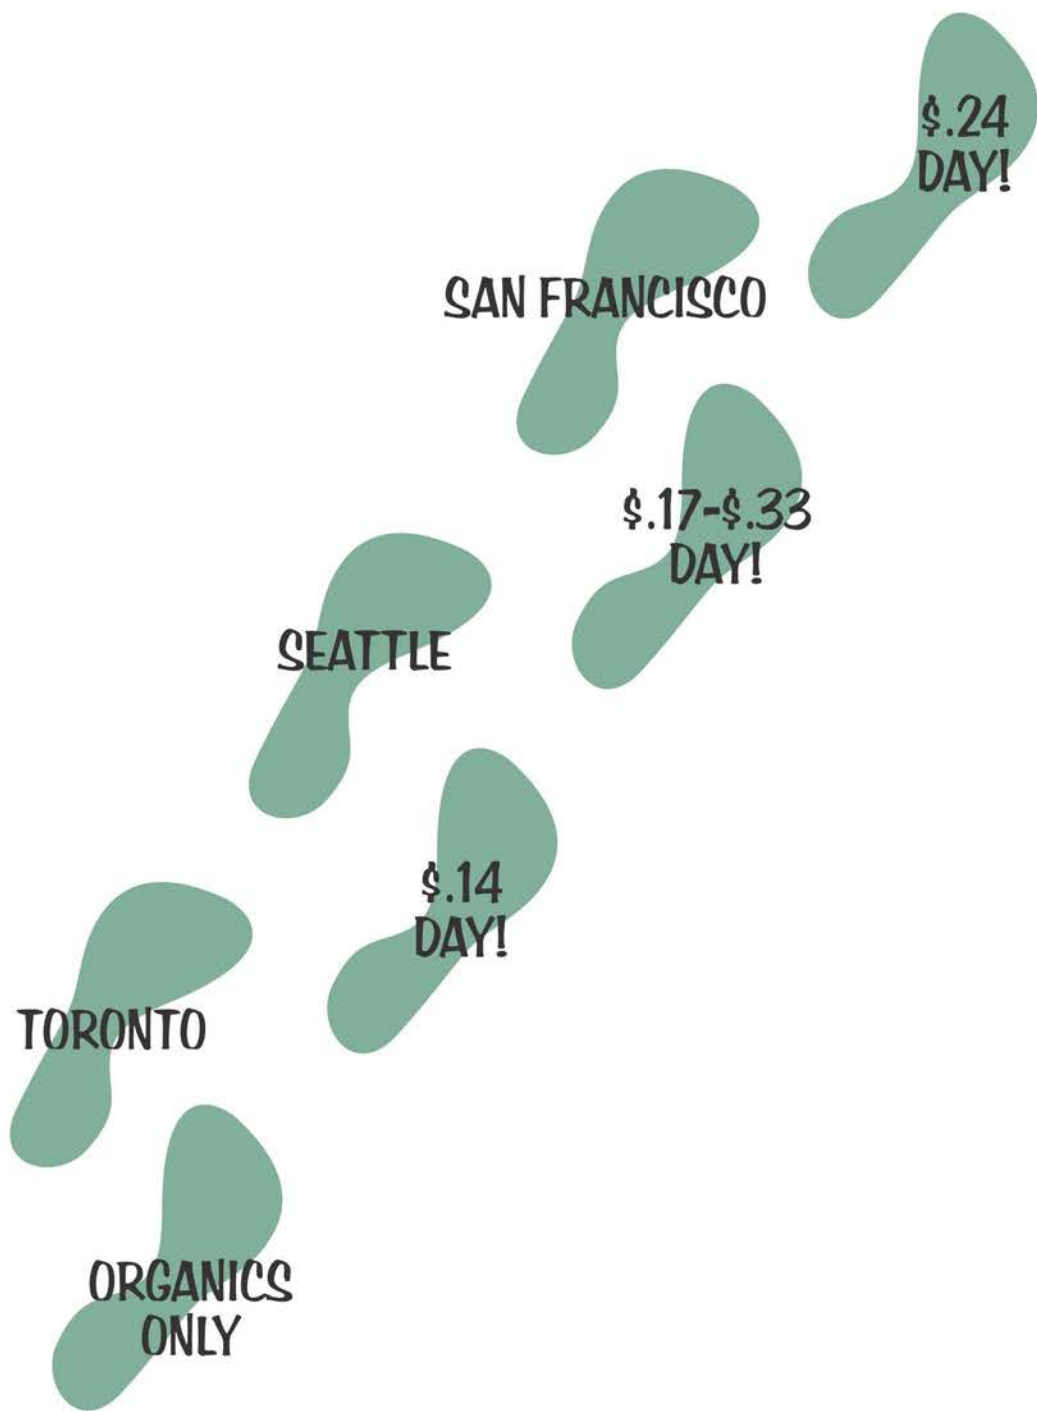 $.24
DAY!
SAN FRANCISCO
$.17-$.33
DAY!
SEATTLE
$.14
DAY!
TORONTO
ORGANICS
ONLY